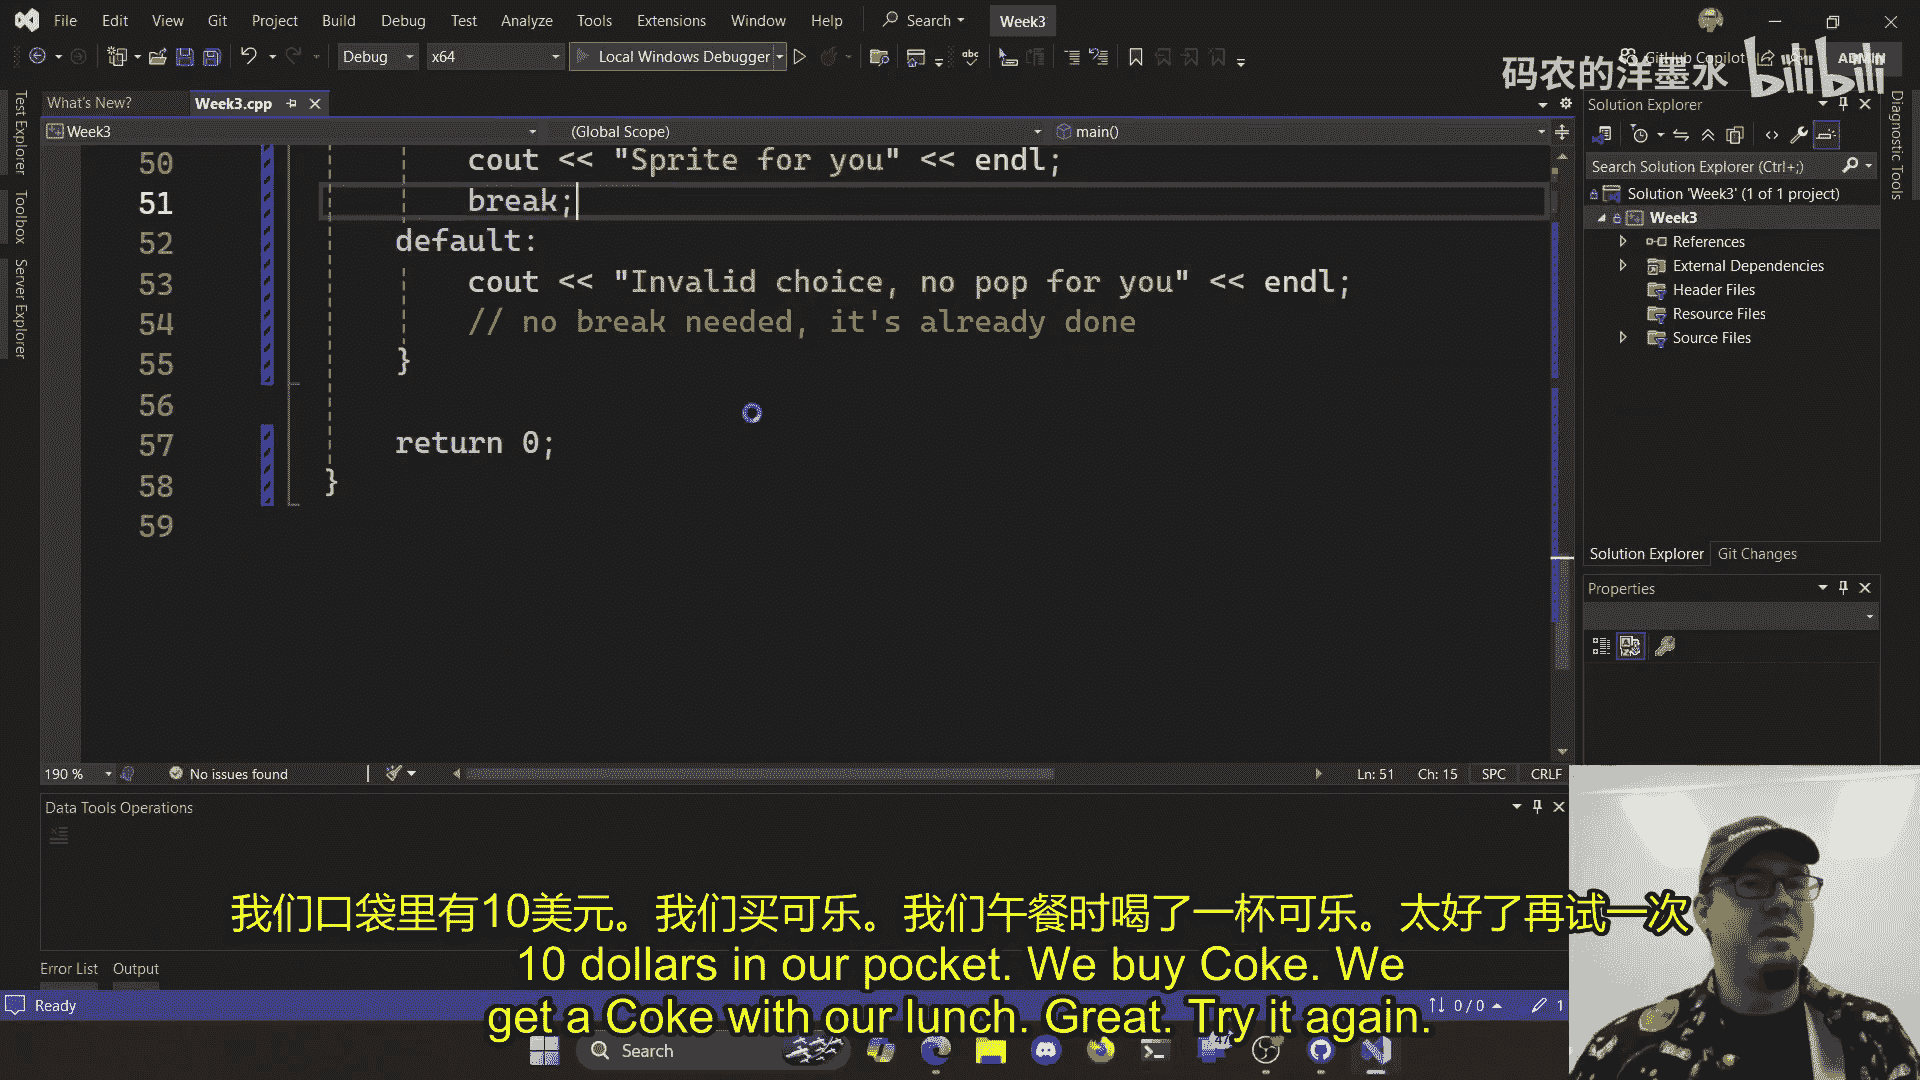 File Edit View Git Project Build Debug Test Analyze Tools Extensions Window Help Search Week3
Debug x64 Local Windows Debugger GitHub Copilot ADMIN
码农的洋墨水 bilibili
What's New? Week3.cpp
Week3 (Global Scope) main()
50 cout << "Sprite for you" << endl;
51 break;
52 default:
53 cout << "Invalid choice, no pop for you" << endl;
54 // no break needed, it's already done
55 }
56
57 return 0;
58 }
59
190 % No issues found Ln: 51 Ch: 15 SPC CRLF
Test Explorer
Toolbox
Server Explorer
Diagnostic Tools
Solution Explorer
Search Solution Explorer (Ctrl+;)
Solution 'Week3' (1 of 1 project)
Week3
References
External Dependencies
Header Files
Resource Files
Source Files
Solution Explorer Git Changes
Properties
Data Tools Operations
Error List Output
Ready 0 / 0 1
我们口袋里有10美元。我们买可乐。我们午餐时喝了一杯可乐。太好了再试一次
10 dollars in our pocket. We buy Coke. We
get a Coke with our lunch. Great. Try it again.
Search